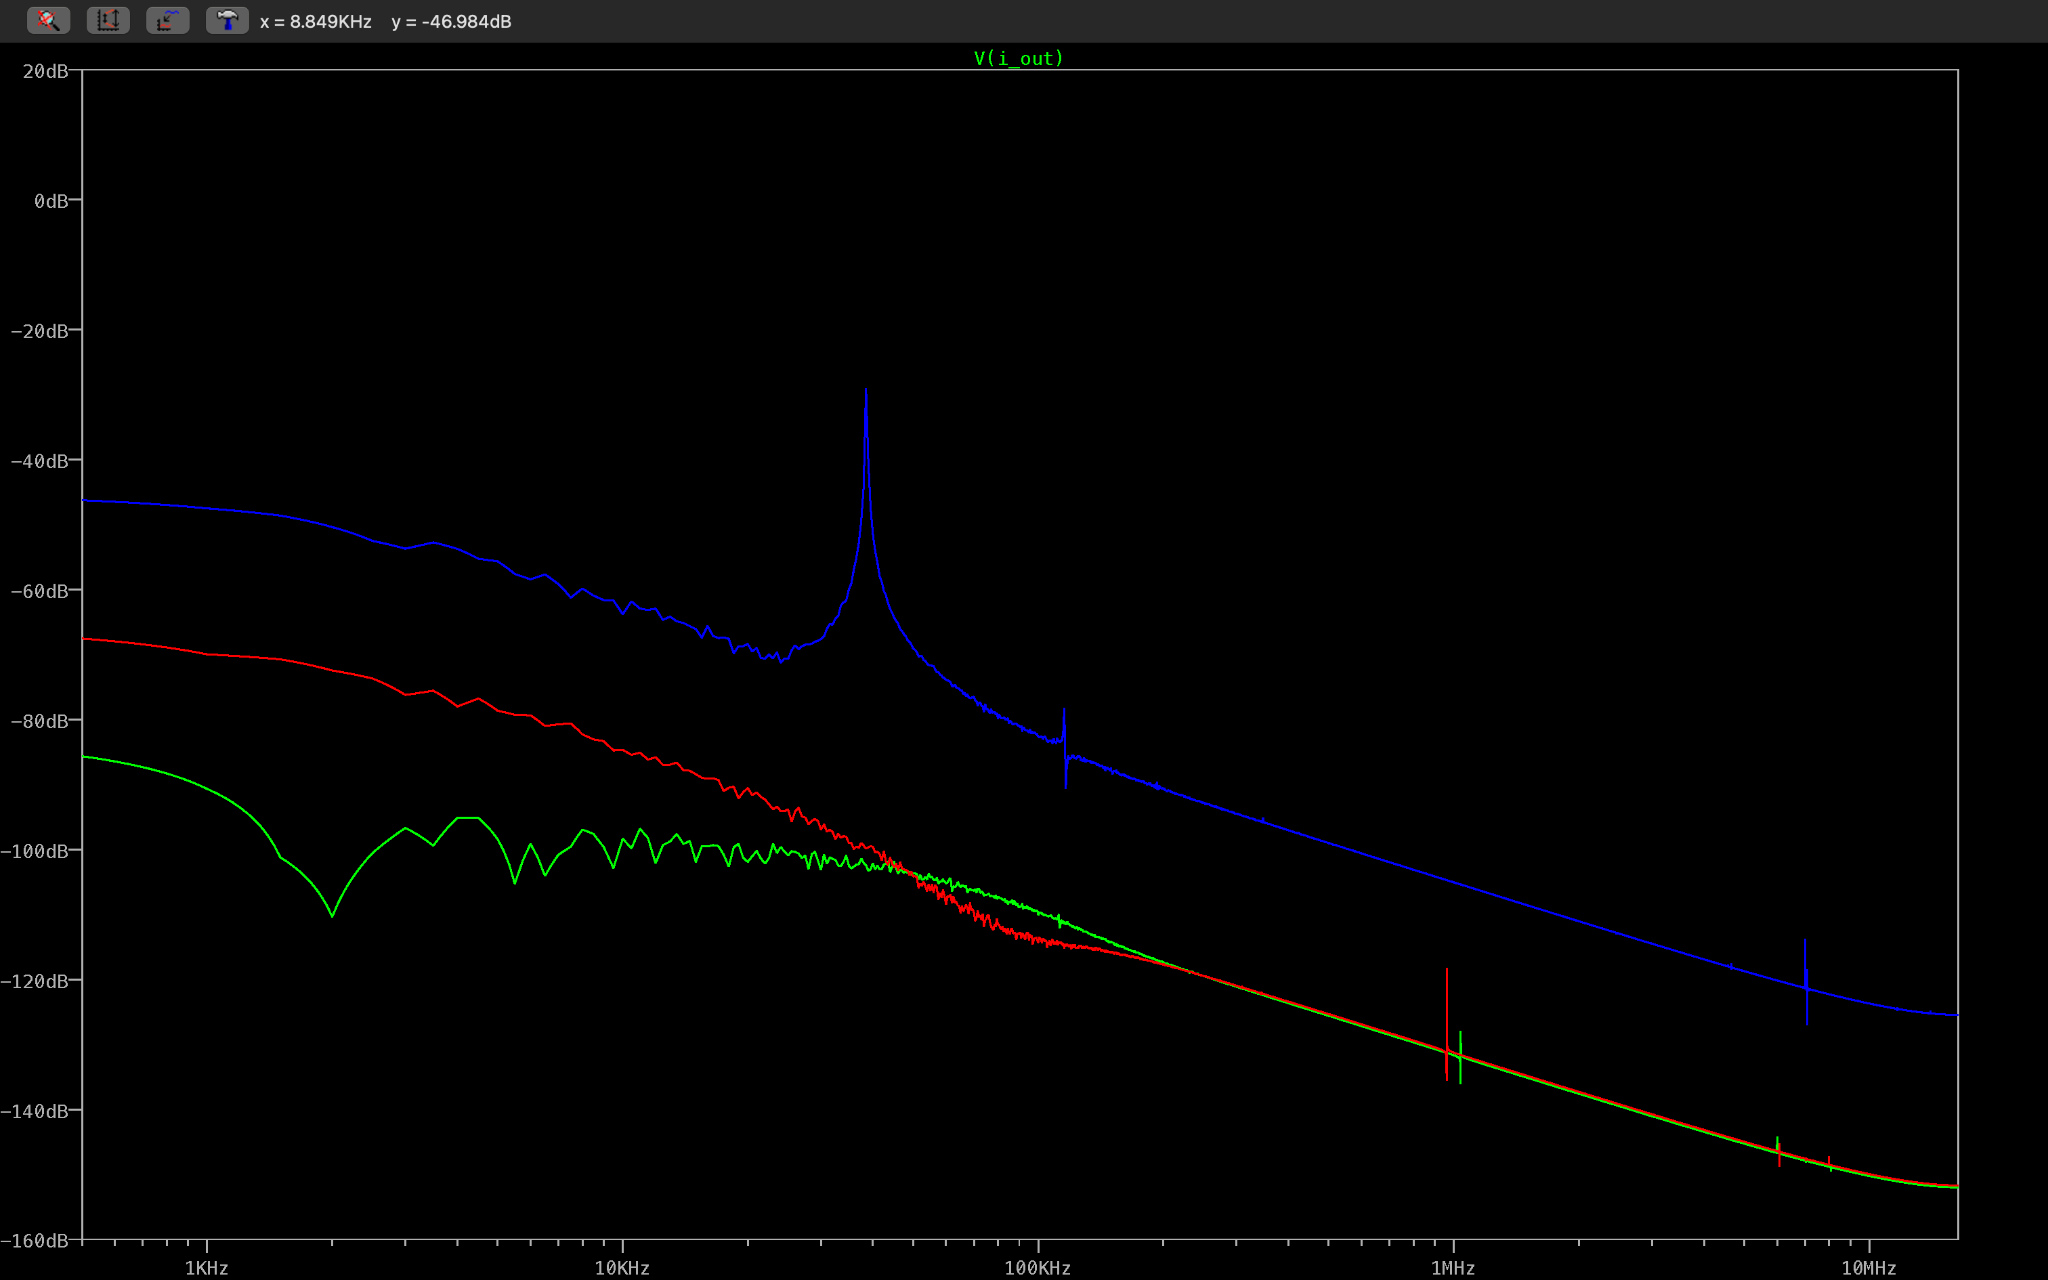 x = 8.849KHz y = -46.984dB
V(i_out)
20dB
0dB
-20dB
-40dB
-60dB
-80dB
-100dB
-120dB
-140dB
-160dB
1KHz 10KHz 100KHz 1MHz 10MHz